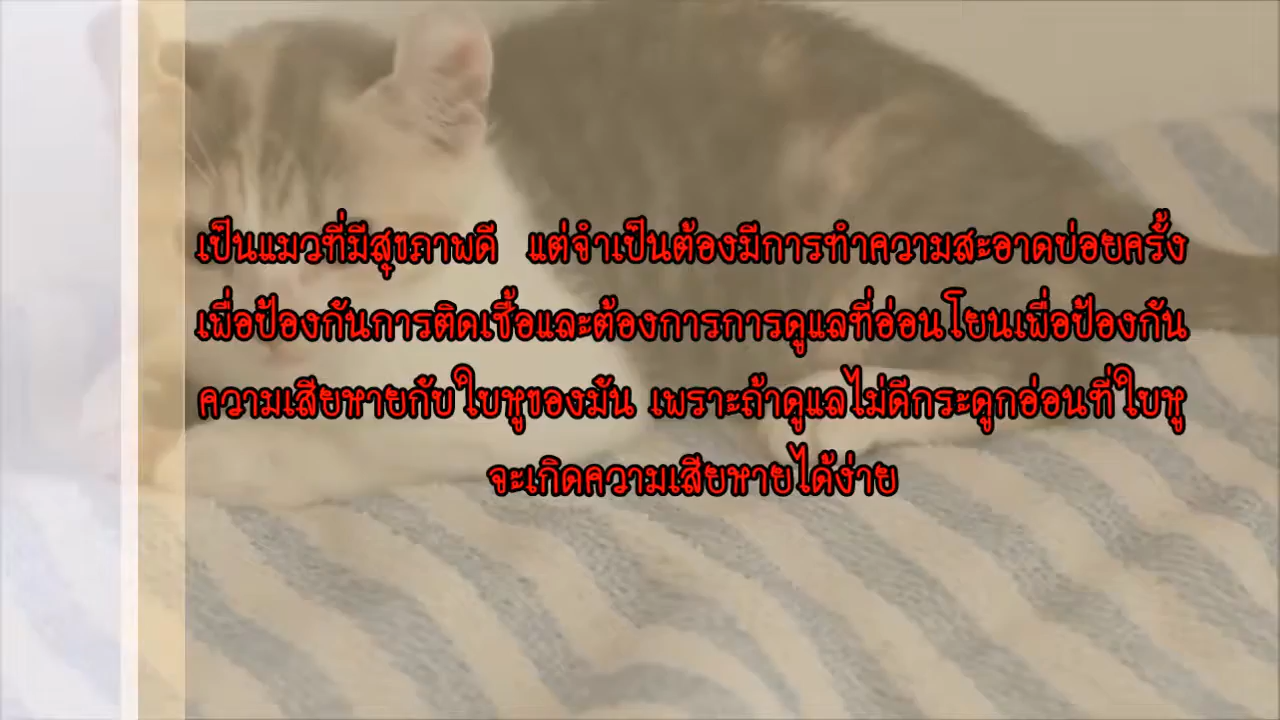 เป็นแมวที่มีสุขภาพดี  แต่จำเป็นต้องมีการทำความสะอาดบ่อยครั้ง
เพื่อป้องกันการติดเชื้อและต้องการการดูแลที่อ่อนโยนเพื่อป้องกัน
ความเสียหายกับใบหูของมัน เพราะถ้าดูแลไม่ดีกระดูกอ่อนที่ใบหู
จะเกิดความเสียหายได้ง่าย